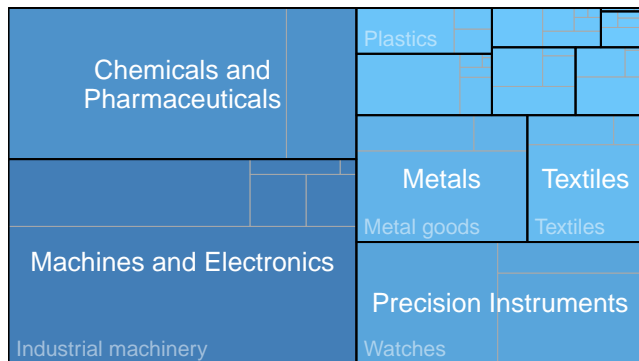 Chemicals and
Pharmaceuticals
Plastics
Metals
Textiles
Metal goods
Textiles
Machines and Electronics
Industrial machinery
Precision Instruments
Watches